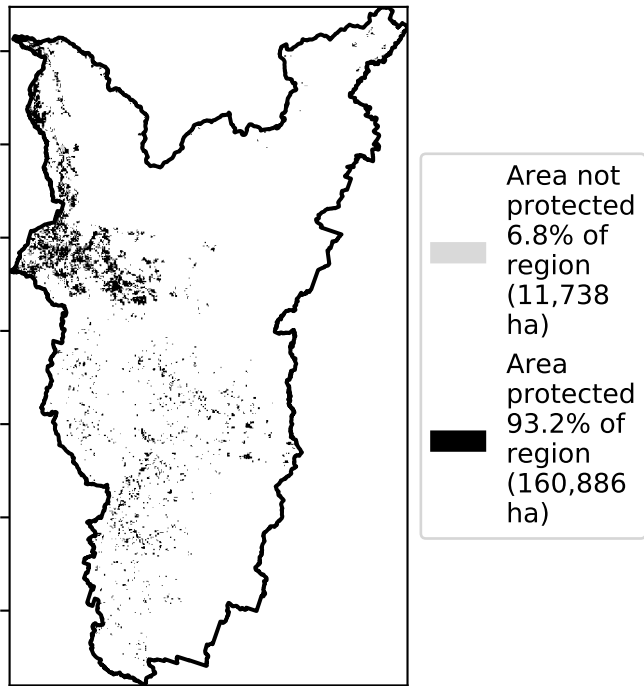 Area not
protected
6.8% of
region
(11,738
ha)
Area
protected
93.2% of
region
(160,886
ha)